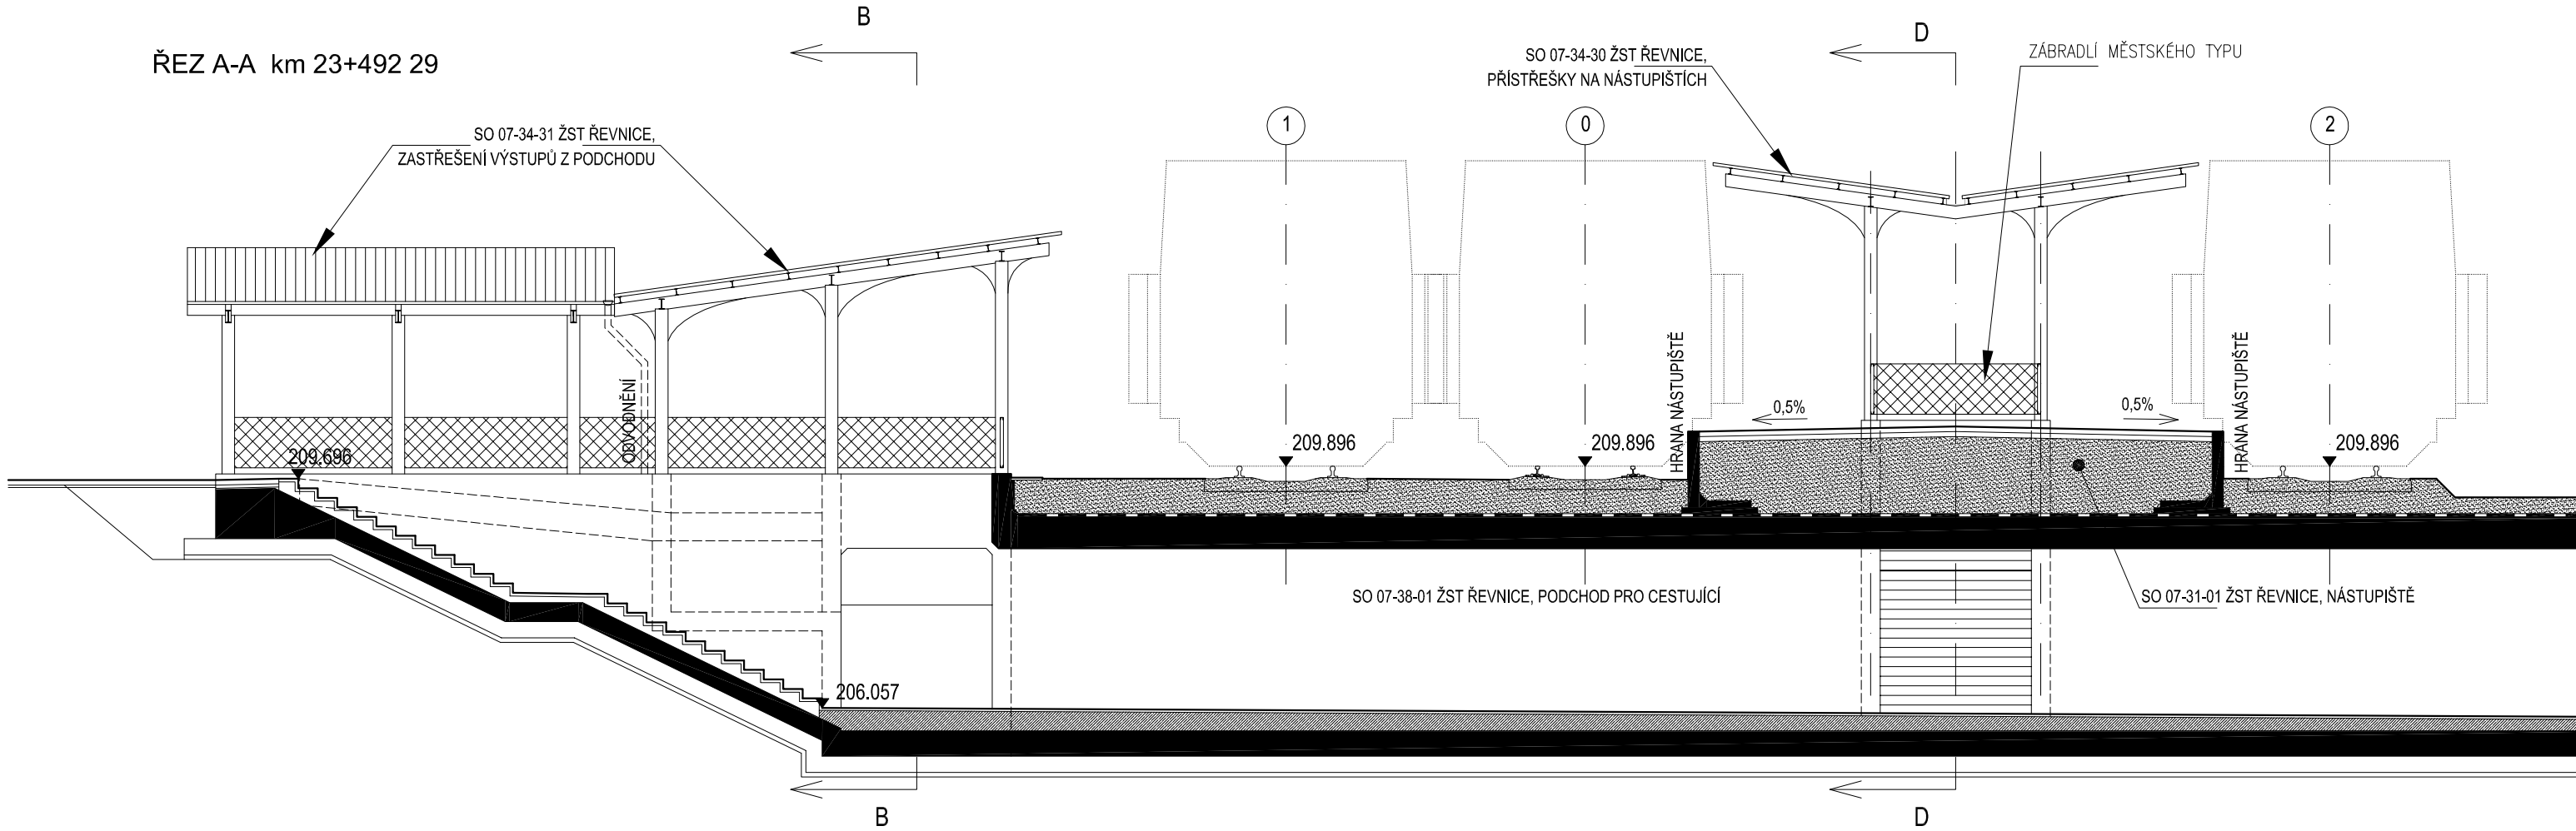 B
D
ŘEZ A-A km 23+492 29
SO 07-34-30 ŽST ŘEVNICE,
PŘÍSTŘEŠKY NA NÁSTUPIŠTÍCH
ZÁBRADLÍ MĚSTSKÉHO TYPU
SO 07-34-31 ŽST ŘEVNICE,
ZASTŘEŠENÍ VÝSTUPŮ Z PODCHODU
1
0
2
ODVODNĚNÍ
HRANA NÁSTUPIŠTĚ
0,5%
0,5%
HRANA NÁSTUPIŠTĚ
209.696
209.896
209.896
209.896
SO 07-38-01 ŽST ŘEVNICE, PODCHOD PRO CESTUJÍCÍ
SO 07-31-01 ŽST ŘEVNICE, NÁSTUPIŠTĚ
206.057
B
D